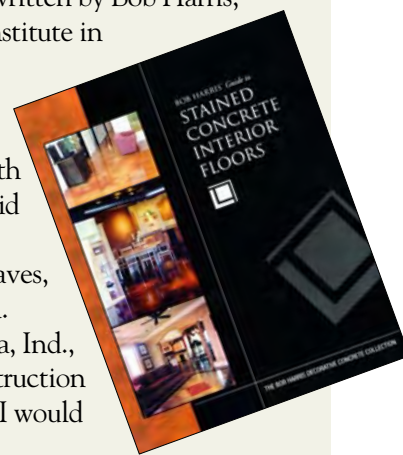 written by Bob Harris,
stitute in
th
id
aves,
a, Ind.,
truction
I would
BOB HARRIS' Guide to
STAINED
CONCRETE
INTERIOR
FLOORS
THE BOB HARRIS DECORATIVE CONCRETE COLLECTION